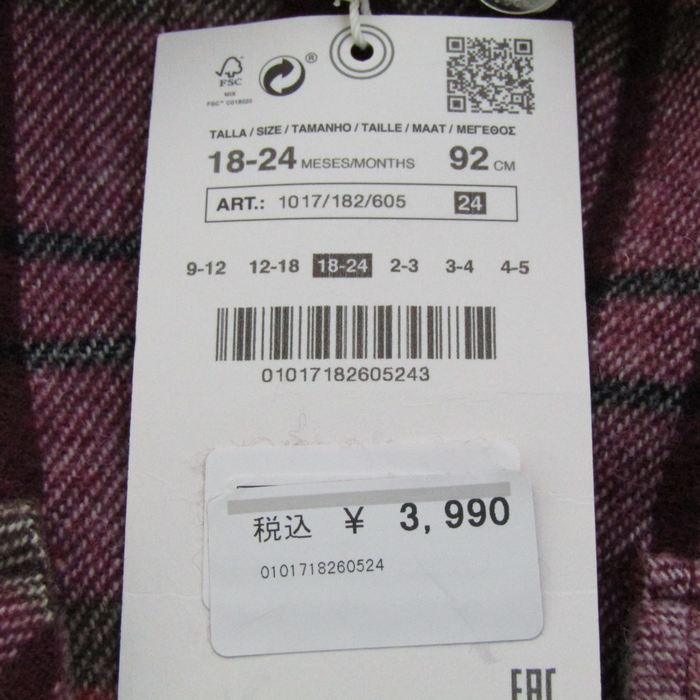 ®
FSC
MIX
FSC™ C018020
TALLA / SIZE / TAMANHO / TAILLE / MAAT / ΜΕΓΕΘΟΣ
18-24 MESES/MONTHS 92 CM
ART.: 1017/182/605 24
9-12 12-18 18-24 2-3 3-4 4-5
01017182605243
税込 ¥ 3,990
0101718260524
EAC